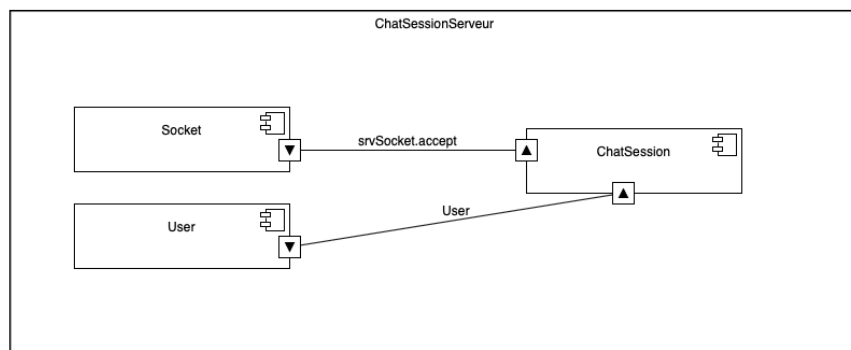 ChatSessionServeur
Socket
srvSocket.accept
ChatSession
User
User